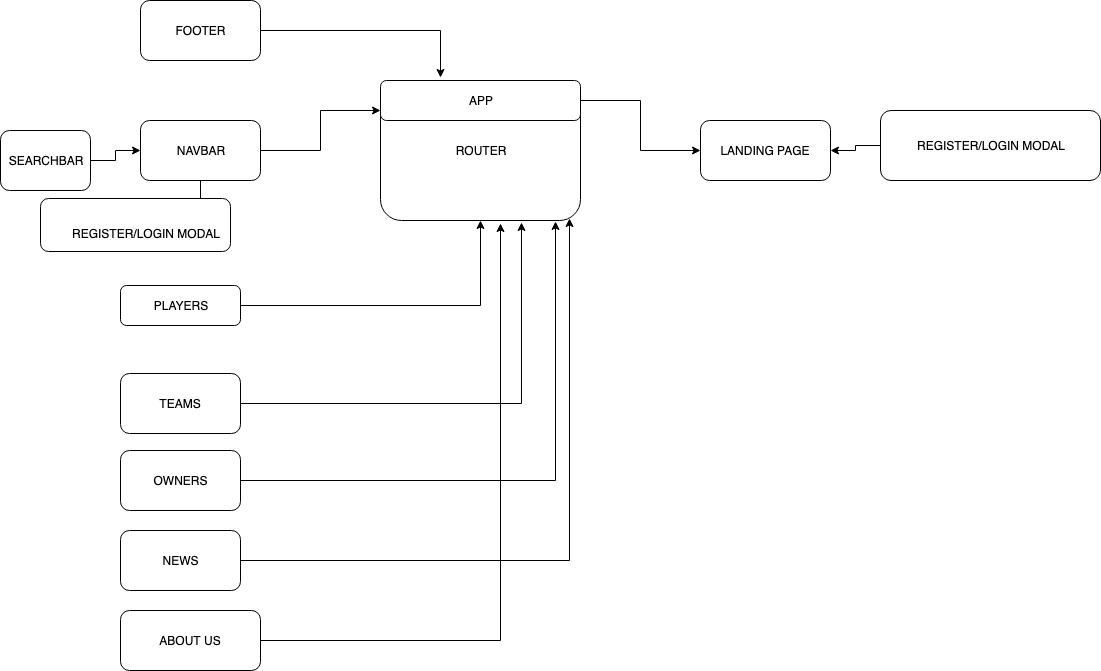 FOOTER
APP
SEARCHBAR
NAVBAR
ROUTER
LANDING PAGE
REGISTER/LOGIN MODAL
REGISTER/LOGIN MODAL
PLAYERS
TEAMS
OWNERS
NEWS
ABOUT US